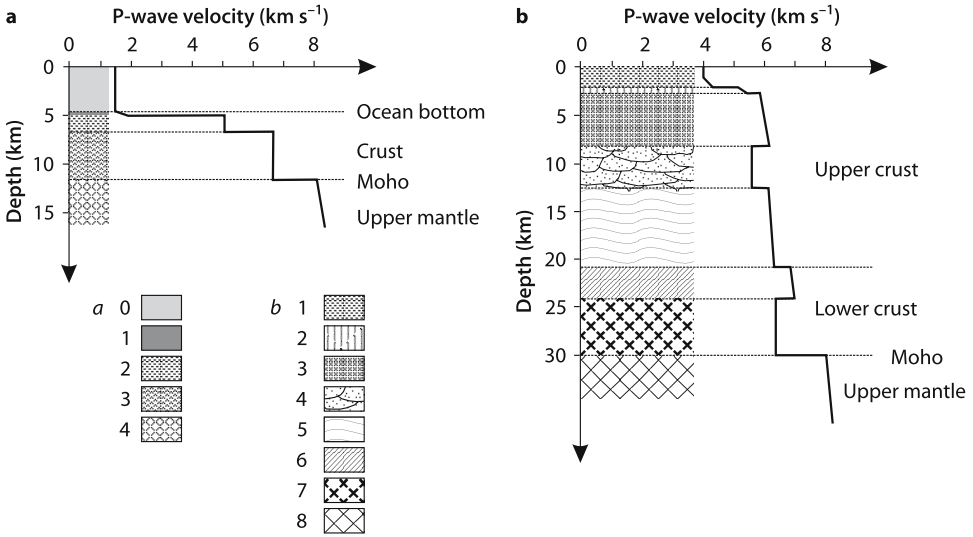 a
P-wave velocity (km s⁻¹)
0 2 4 6 8
0
5
10
15
Depth (km)
Ocean bottom
Crust
Moho
Upper mantle
a 0
1
2
3
4
b 1
2
3
4
5
6
7
8
b
P-wave velocity (km s⁻¹)
0 2 4 6 8
0
5
10
15
20
25
30
Depth (km)
Upper crust
Lower crust
Moho
Upper mantle